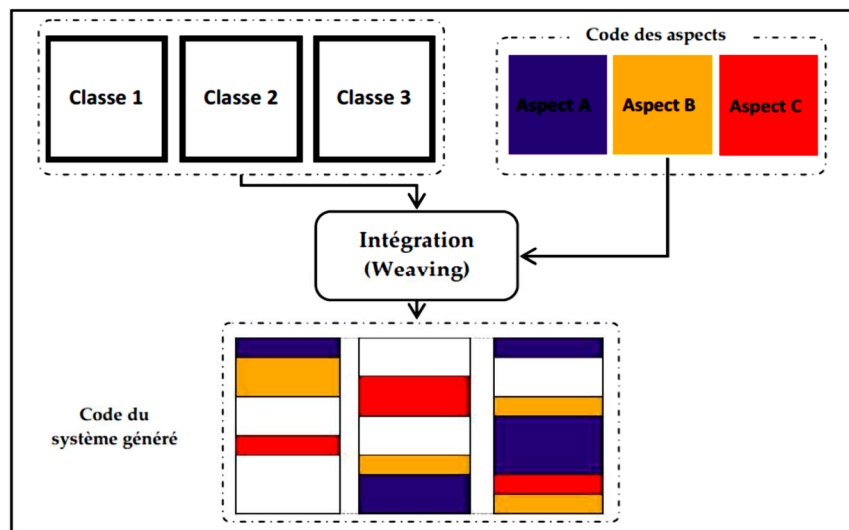 Code des aspects
Classe 1
Classe 2
Classe 3
Aspect A
Aspect B
Aspect C
Intégration
(Weaving)
Code du
système généré